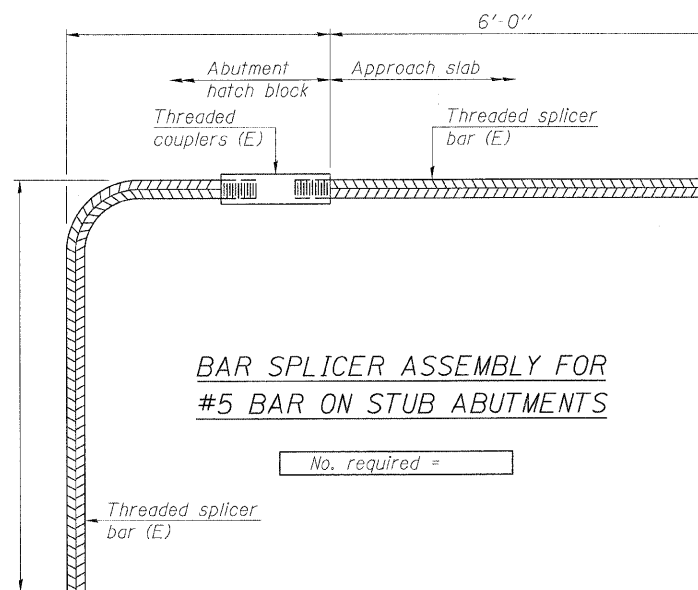 6'-0"
Abutment
hatch block
Approach slab
Threaded
couplers (E)
Threaded splicer
bar (E)
BAR SPLICER ASSEMBLY FOR
#5 BAR ON STUB ABUTMENTS
No. required =
Threaded splicer
bar (E)